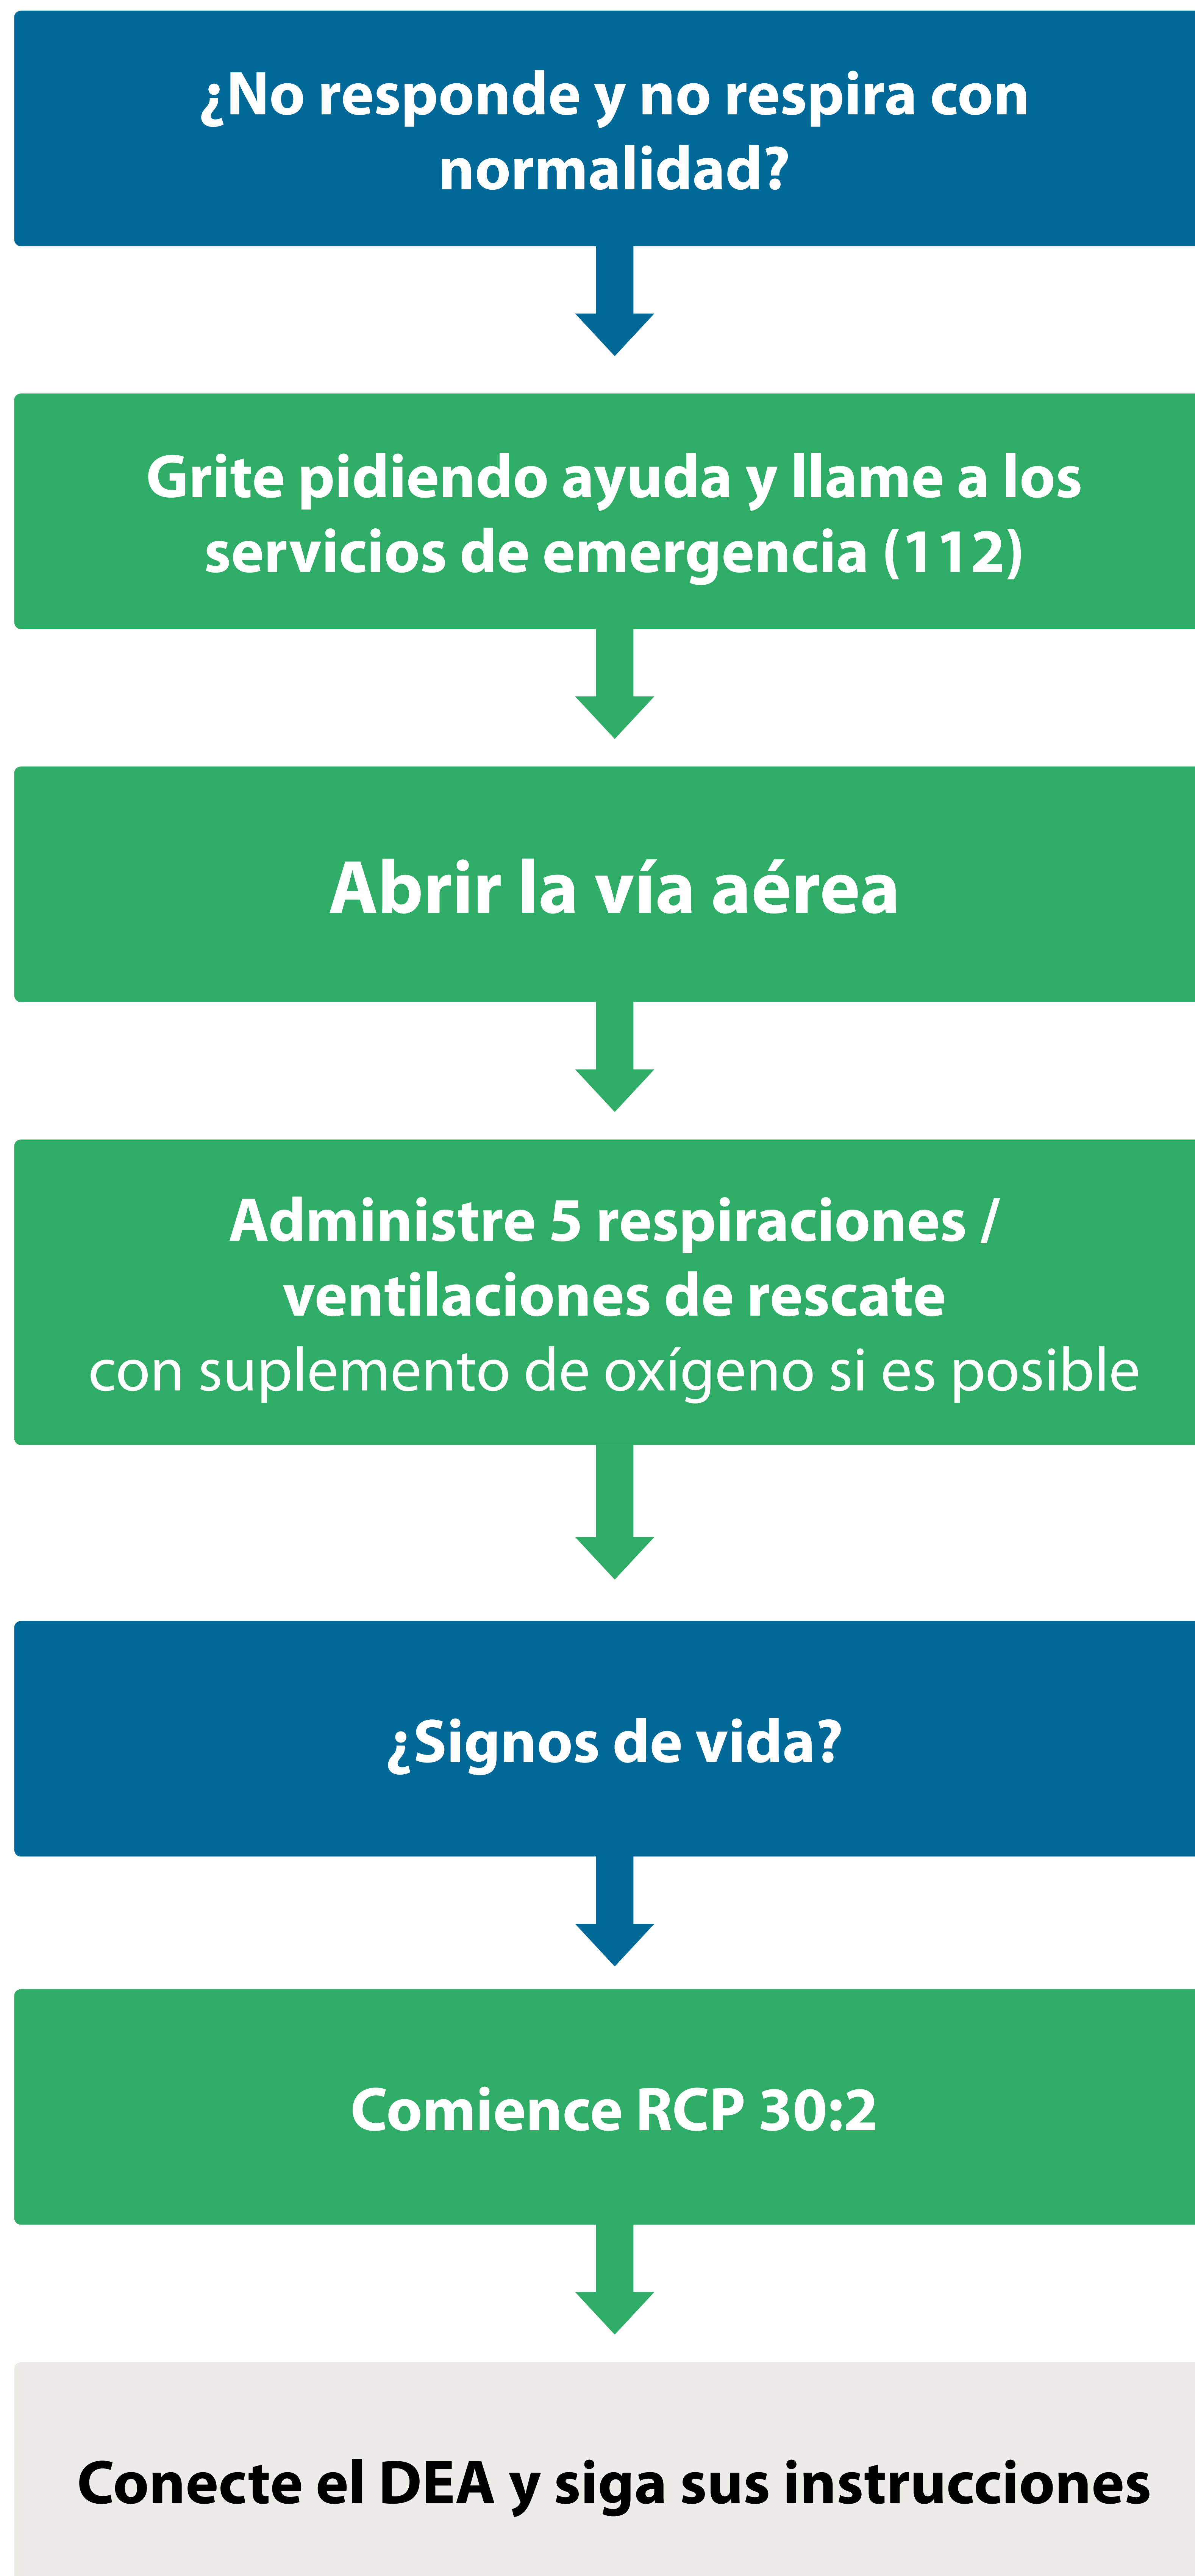 ¿No responde y no respira con
normalidad?
Grite pidiendo ayuda y llame a los
servicios de emergencia (112)
Abrir la vía aérea
Administre 5 respiraciones /
ventilaciones de rescate
con suplemento de oxígeno si es posible
¿Signos de vida?
Comience RCP 30:2
Conecte el DEA y siga sus instrucciones